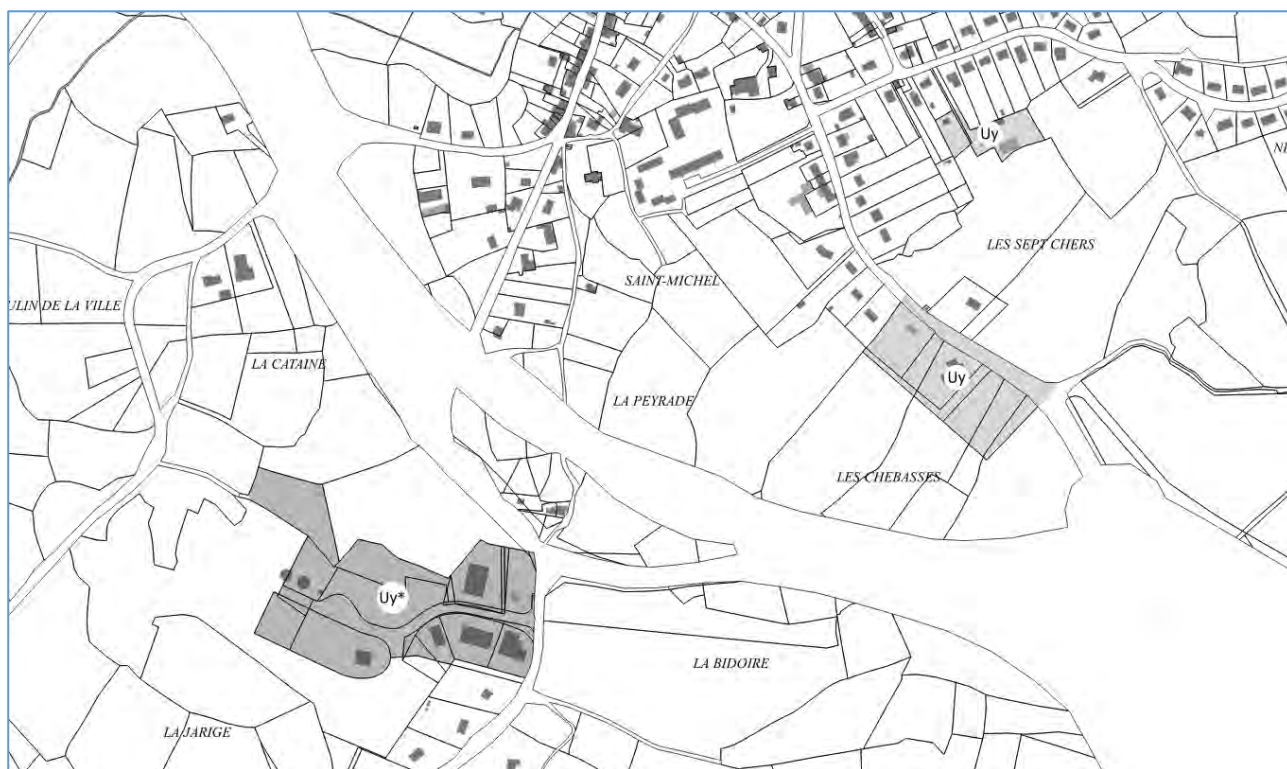 Uy
NE
LES SEPT CHERS
SAINT-MICHEL
ULIN DE LA VILLE
LA CATAINE
Uy
LA PEYRADE
LES CHEBASSES
Uy*
LA BIDOIRE
LA JARIGE